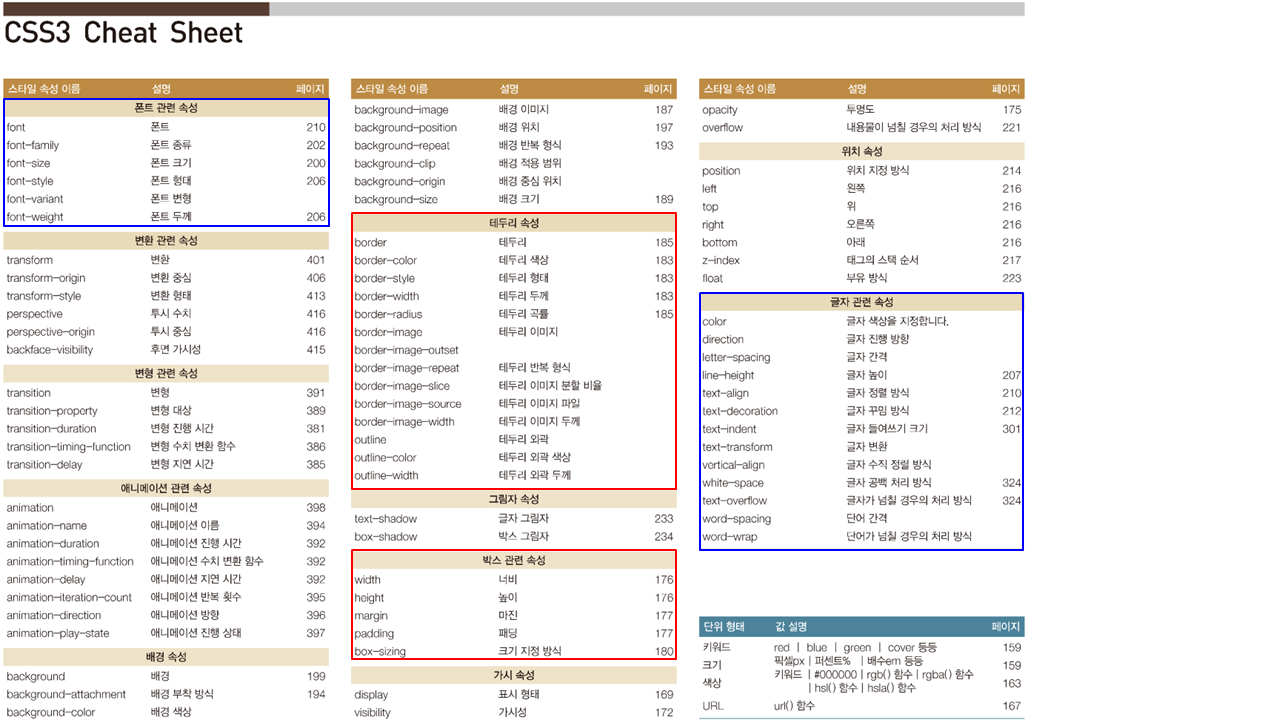 CSS3 Cheat Sheet
스타일 속성 이름 설명 페이지
폰트 관련 속성
font 폰트 210
font-family 폰트 종류 202
font-size 폰트 크기 200
font-style 폰트 형태 206
font-variant 폰트 변형
font-weight 폰트 두께 206
변환 관련 속성
transform 변환 401
transform-origin 변환 중심 406
transform-style 변환 형태 413
perspective 투시 수치 416
perspective-origin 투시 중심 416
backface-visibility 후면 가시성 415
변형 관련 속성
transition 변형 391
transition-property 변형 대상 389
transition-duration 변형 진행 시간 381
transition-timing-function 변형 수치 변환 함수 386
transition-delay 변형 지연 시간 385
애니메이션 관련 속성
animation 애니메이션 398
animation-name 애니메이션 이름 394
animation-duration 애니메이션 진행 시간 392
animation-timing-function 애니메이션 수치 변환 함수 392
animation-delay 애니메이션 지연 시간 392
animation-iteration-count 애니메이션 반복 횟수 395
animation-direction 애니메이션 방향 396
animation-play-state 애니메이션 진행 상태 397
배경 속성
background 배경 199
background-attachment 배경 부착 방식 194
background-color 배경 색상
스타일 속성 이름 설명 페이지
background-image 배경 이미지 187
background-position 배경 위치 197
background-repeat 배경 반복 형식 193
background-clip 배경 적용 범위
background-origin 배경 중심 위치
background-size 배경 크기 189
테두리 속성
border 테두리 185
border-color 테두리 색상 183
border-style 테두리 형태 183
border-width 테두리 두께 183
border-radius 테두리 곡률 185
border-image 테두리 이미지
border-image-outset
border-image-repeat 테두리 반복 형식
border-image-slice 테두리 이미지 분할 비율
border-image-source 테두리 이미지 파일
border-image-width 테두리 이미지 두께
outline 테두리 외곽
outline-color 테두리 외곽 색상
outline-width 테두리 외곽 두께
그림자 속성
text-shadow 글자 그림자 233
box-shadow 박스 그림자 234
박스 관련 속성
width 너비 176
height 높이 176
margin 마진 177
padding 패딩 177
box-sizing 크기 지정 방식 180
가시 속성
display 표시 형태 169
visibility 가시성 172
스타일 속성 이름 설명 페이지
opacity 투명도 175
overflow 내용물이 넘칠 경우의 처리 방식 221
위치 속성
position 위치 지정 방식 214
left 왼쪽 216
top 위 216
right 오른쪽 216
bottom 아래 216
z-index 태그의 스택 순서 217
float 부유 방식 223
글자 관련 속성
color 글자 색상을 지정합니다.
direction 글자 진행 방향
letter-spacing 글자 간격
line-height 글자 높이 207
text-align 글자 정렬 방식 210
text-decoration 글자 꾸밈 방식 212
text-indent 글자 들여쓰기 크기 301
text-transform 글자 변환
vertical-align 글자 수직 정렬 방식
white-space 글자 공백 처리 방식 324
text-overflow 글자가 넘칠 경우의 처리 방식 324
word-spacing 단어 간격
word-wrap 단어가 넘칠 경우의 처리 방식
단위 형태 값 설명 페이지
키워드 red | blue | green | cover 등등 159
크기 픽셀px | 퍼센트% | 배수em 등등 159
색상 키워드 | #000000 | rgb() 함수 | rgba() 함수 163
| hsl() 함수 | hsla() 함수
URL url() 함수 167